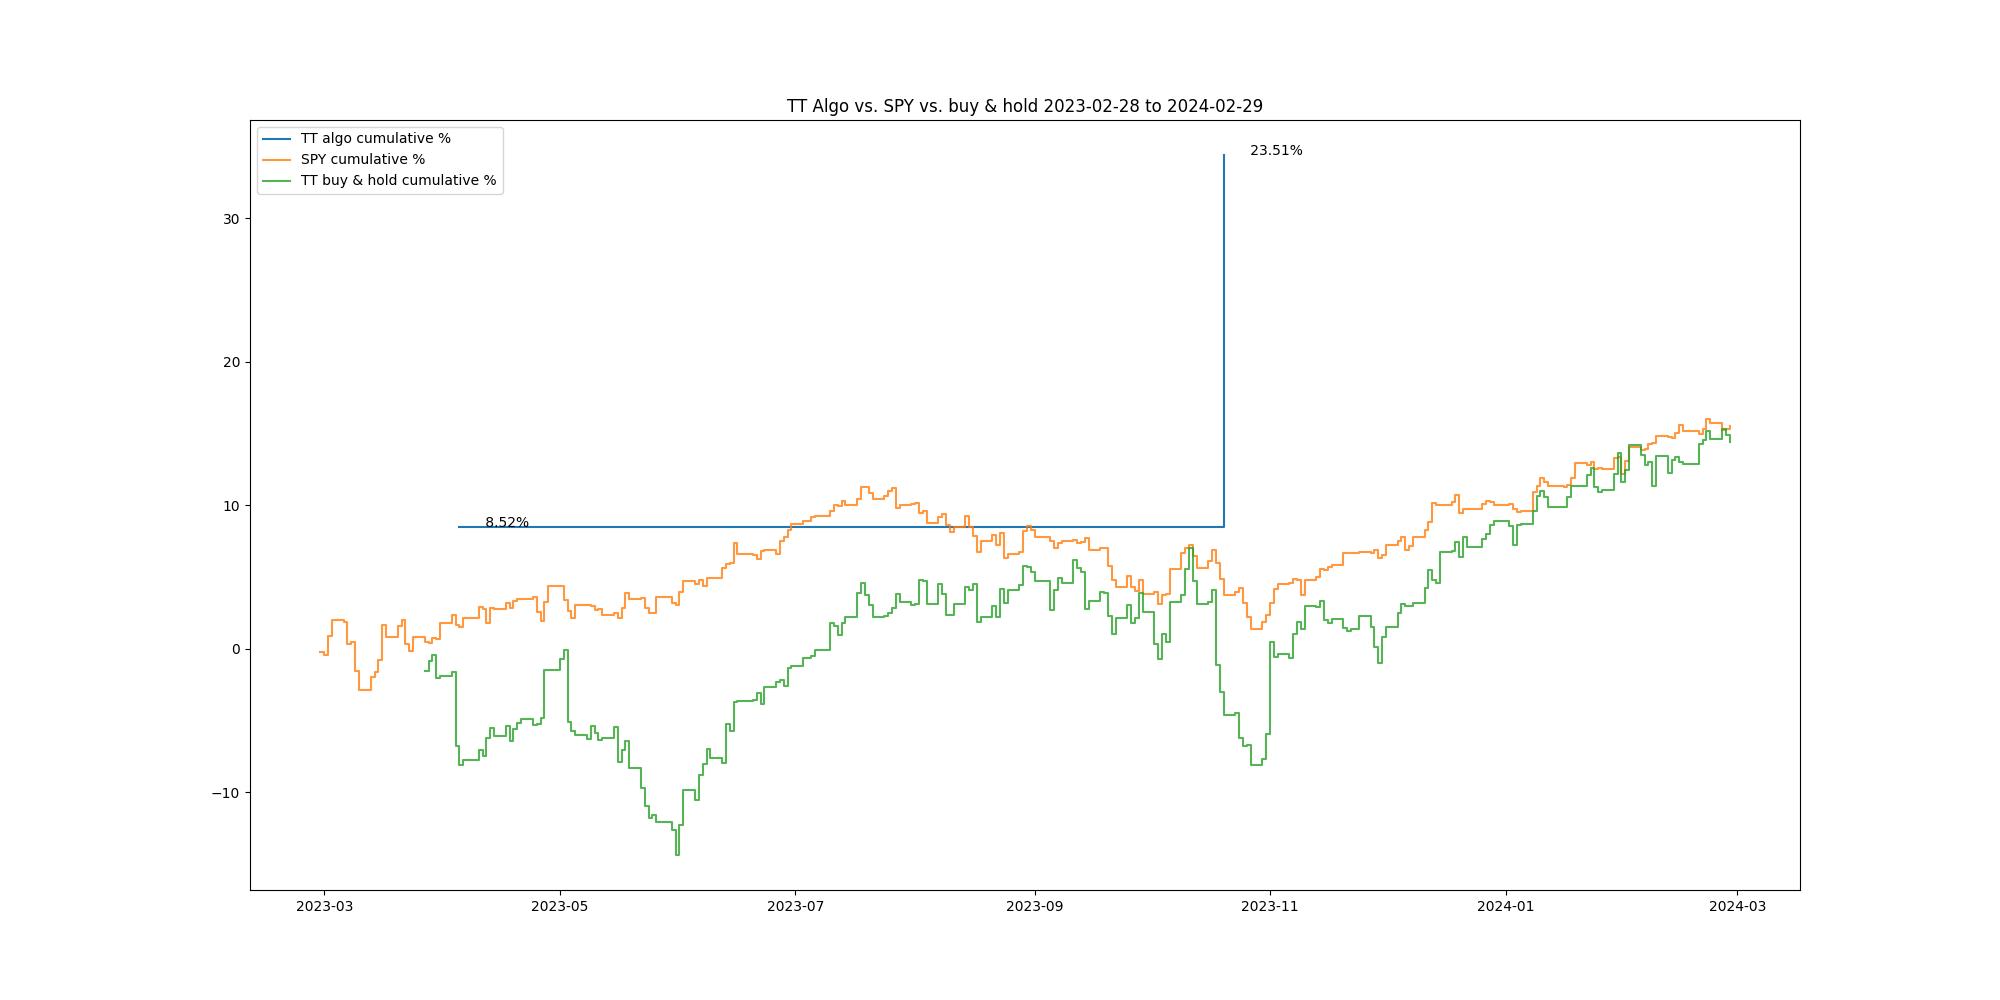 TT Algo vs. SPY vs. buy & hold 2023-02-28 to 2024-02-29
TT algo cumulative %
SPY cumulative %
TT buy & hold cumulative %
23.51%
8.52%
30
20
10
0
−10
2023-03 2023-05 2023-07 2023-09 2023-11 2024-01 2024-03